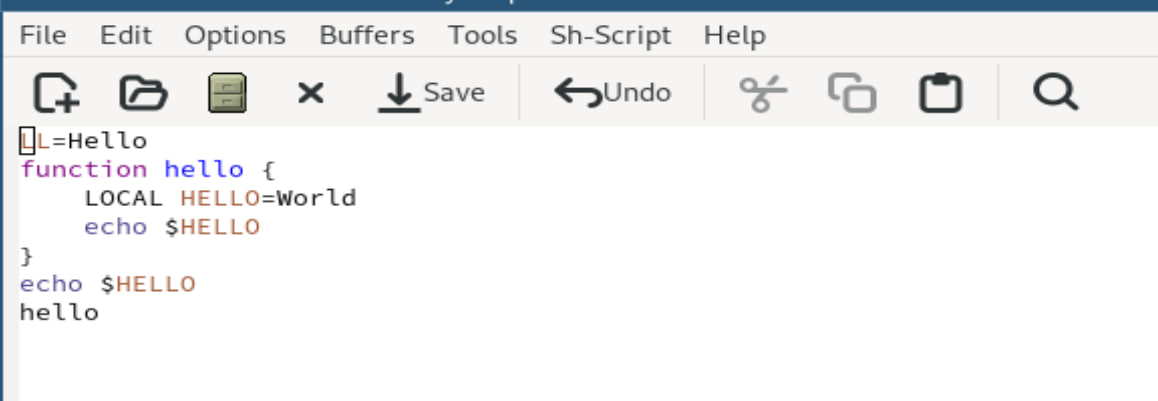 File Edit Options Buffers Tools Sh-Script Help
Save Undo
LL=Hello
function hello {
    LOCAL HELLO=World
    echo $HELLO
}
echo $HELLO
hello